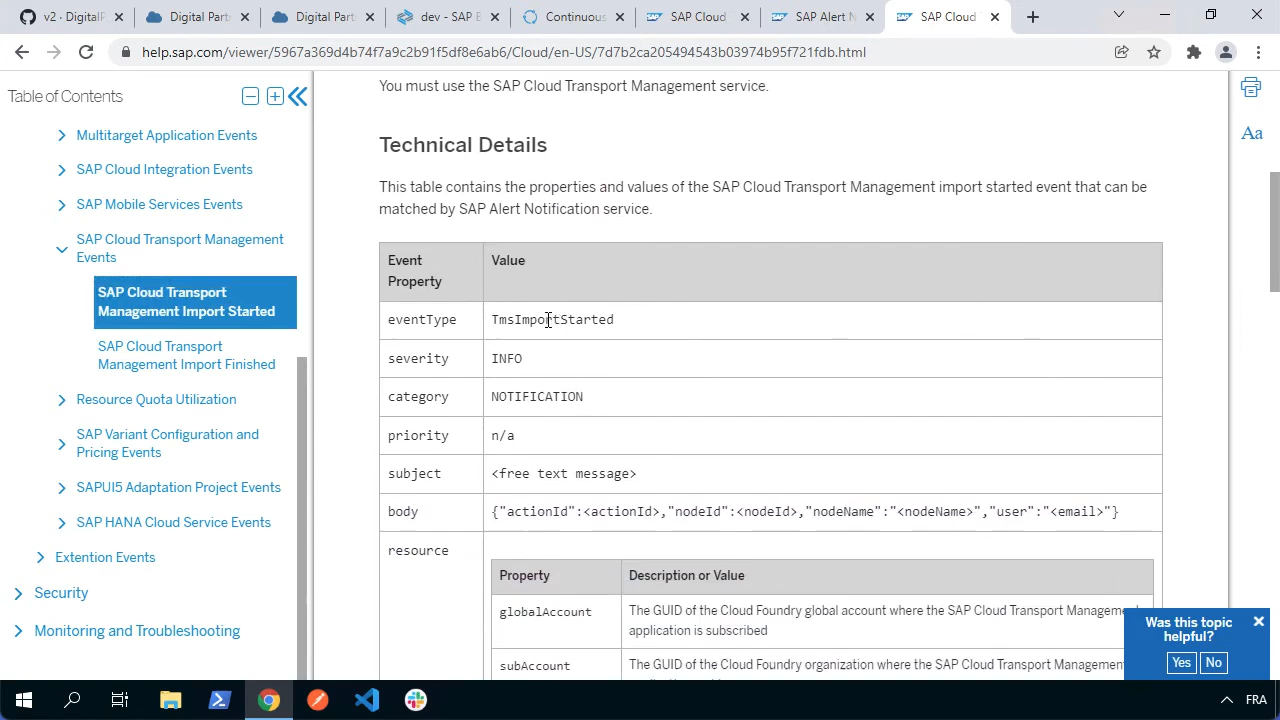 v2 · DigitalP
Digital Partn
Digital Partn
dev - SAP B
Continuous
SAP Cloud
SAP Alert N
SAP Cloud
help.sap.com/viewer/5967a369d4b74f7a9c2b91f5df8e6ab6/Cloud/en-US/7d7b2ca205494543b03974b95f721fdb.html
Table of Contents
Multitarget Application Events
SAP Cloud Integration Events
SAP Mobile Services Events
SAP Cloud Transport Management
Events
SAP Cloud Transport
Management Import Started
SAP Cloud Transport
Management Import Finished
Resource Quota Utilization
SAP Variant Configuration and
Pricing Events
SAPUI5 Adaptation Project Events
SAP HANA Cloud Service Events
Extention Events
Security
Monitoring and Troubleshooting
You must use the SAP Cloud Transport Management service.
Technical Details
This table contains the properties and values of the SAP Cloud Transport Management import started event that can be
matched by SAP Alert Notification service.
Event
Property
Value
eventType TmsImportStarted
severity INFO
category NOTIFICATION
priority n/a
subject <free text message>
body {"actionId":<actionId>,"nodeId":<nodeId>,"nodeName":"<nodeName>","user":"<email>"}
resource
Property Description or Value
globalAccount The GUID of the Cloud Foundry global account where the SAP Cloud Transport Manageme
application is subscribed
subAccount The GUID of the Cloud Foundry organization where the SAP Cloud Transport Management
Aa
Was this topic
helpful?
Yes No
FRA